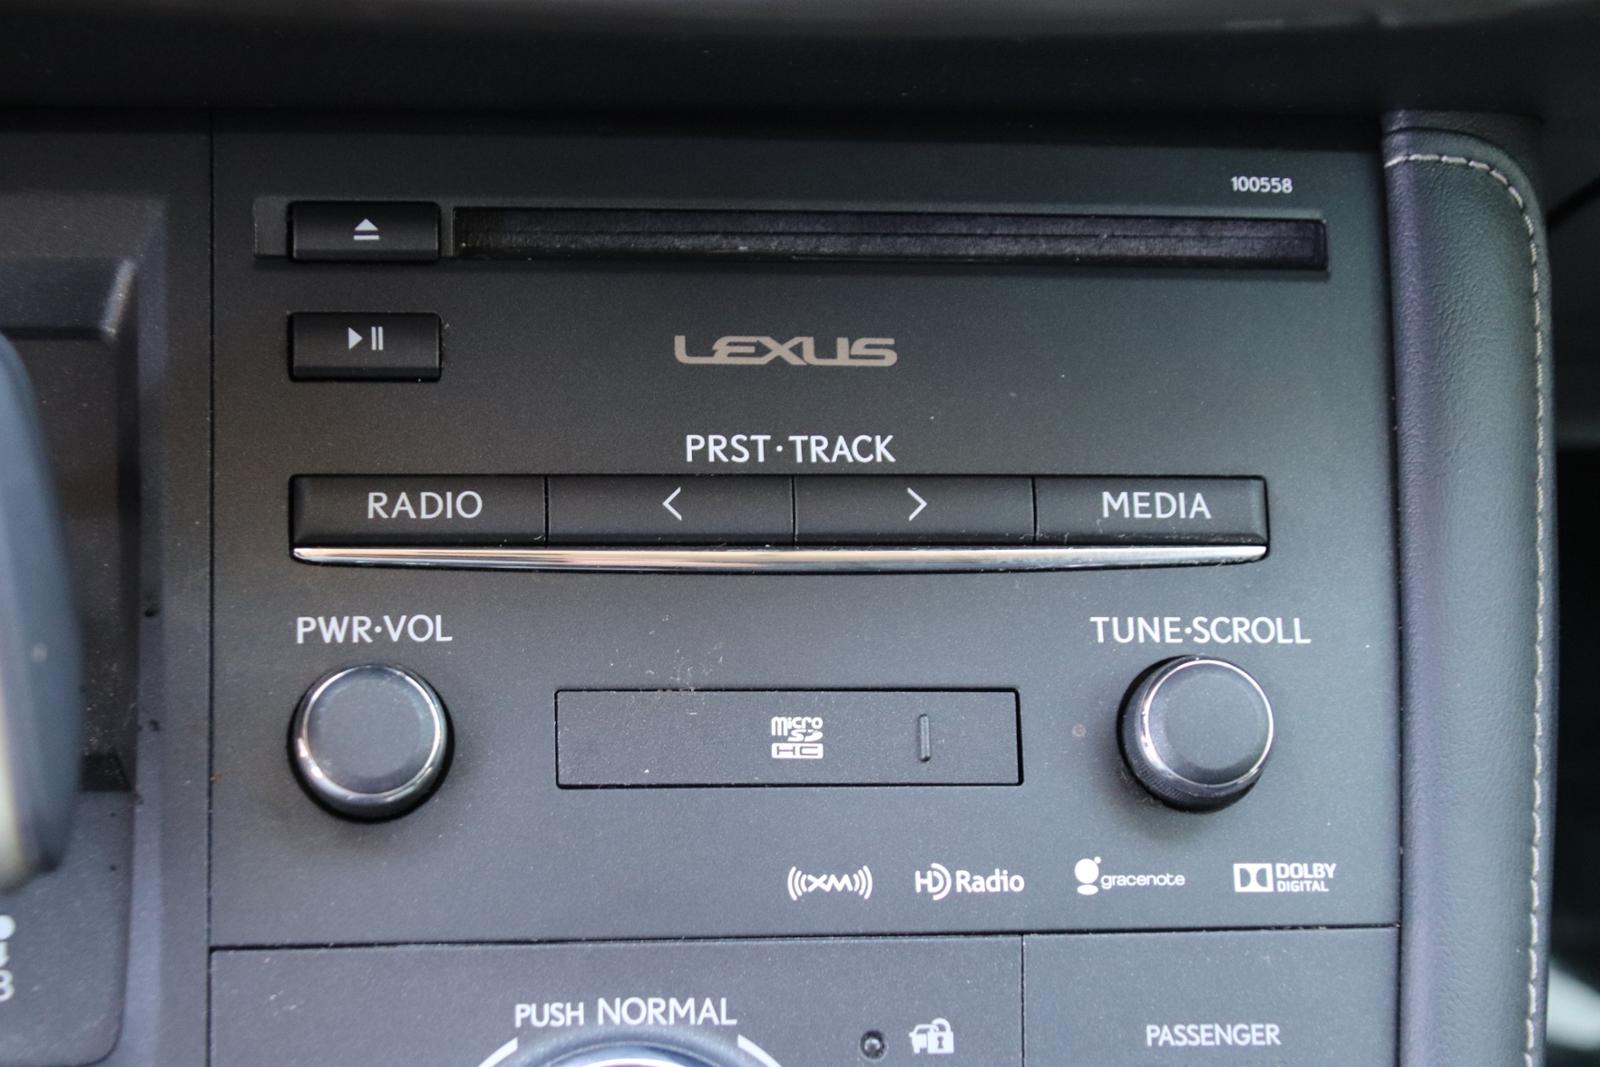 100558
LEXUS
PRST·TRACK
RADIO < > MEDIA
PWR·VOL
TUNE·SCROLL
micro
SD
HC
((XM)) HD Radio gracenote DOLBY
DIGITAL
PUSH NORMAL
PASSENGER
B